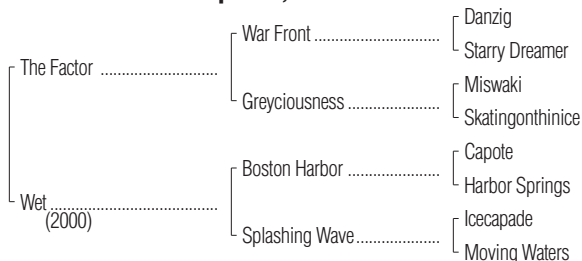 Danzig
War Front ......................
Starry Dreamer
The Factor ...........................
Miswaki
Greyciousness ..................
Skatingonthinice
Capote
Boston Harbor ..................
Harbor Springs
Wet.....................................
(2000)
Icecapade
Splashing Wave................
Moving Waters